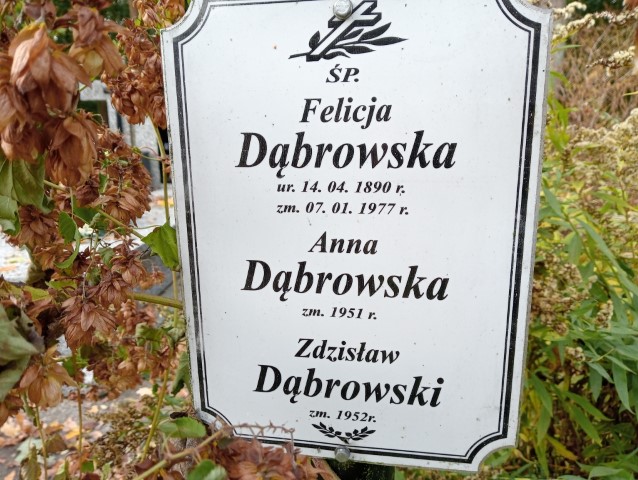 ŚP.
Felicja
Dąbrowska
ur. 14. 04. 1890 r.
zm. 07. 01. 1977 r.
Anna
Dąbrowska
zm. 1951 r.
Zdzisław
Dąbrowski
zm. 1952r.